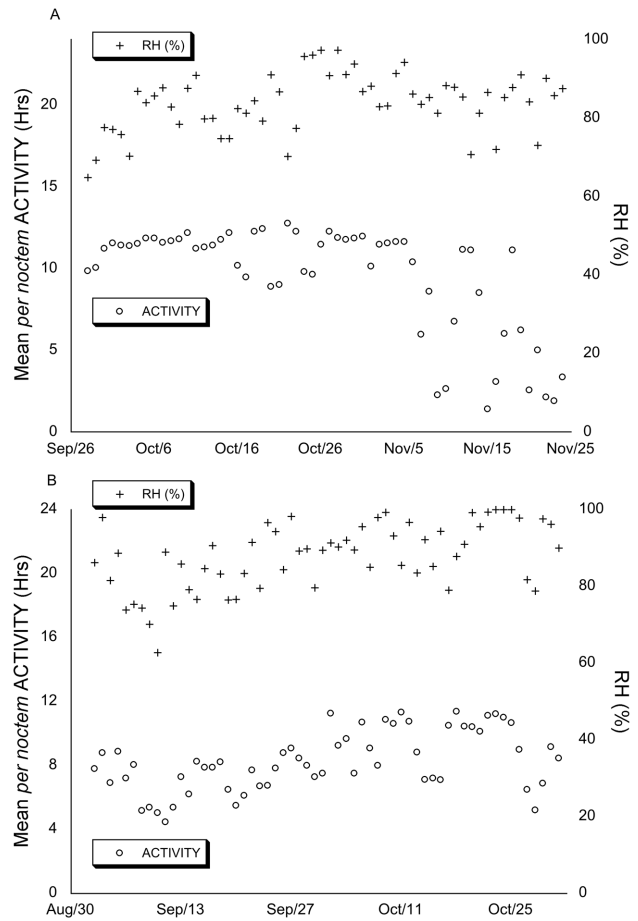 A
RH (%)
ACTIVITY
Mean per noctem ACTIVITY (Hrs)
20
15
10
5
0
100
80
60
40
20
0
RH (%)
Sep/26 Oct/6 Oct/16 Oct/26 Nov/5 Nov/15 Nov/25
B
RH (%)
ACTIVITY
Mean per noctem ACTIVITY (Hrs)
24
20
16
12
8
4
0
100
80
60
40
20
0
RH (%)
Aug/30 Sep/13 Sep/27 Oct/11 Oct/25